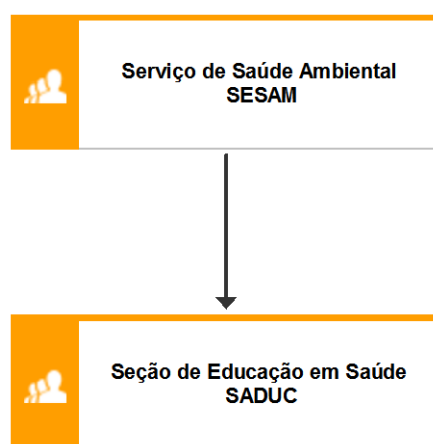 Serviço de Saúde Ambiental
SESAM
Seção de Educação em Saúde
SADUC